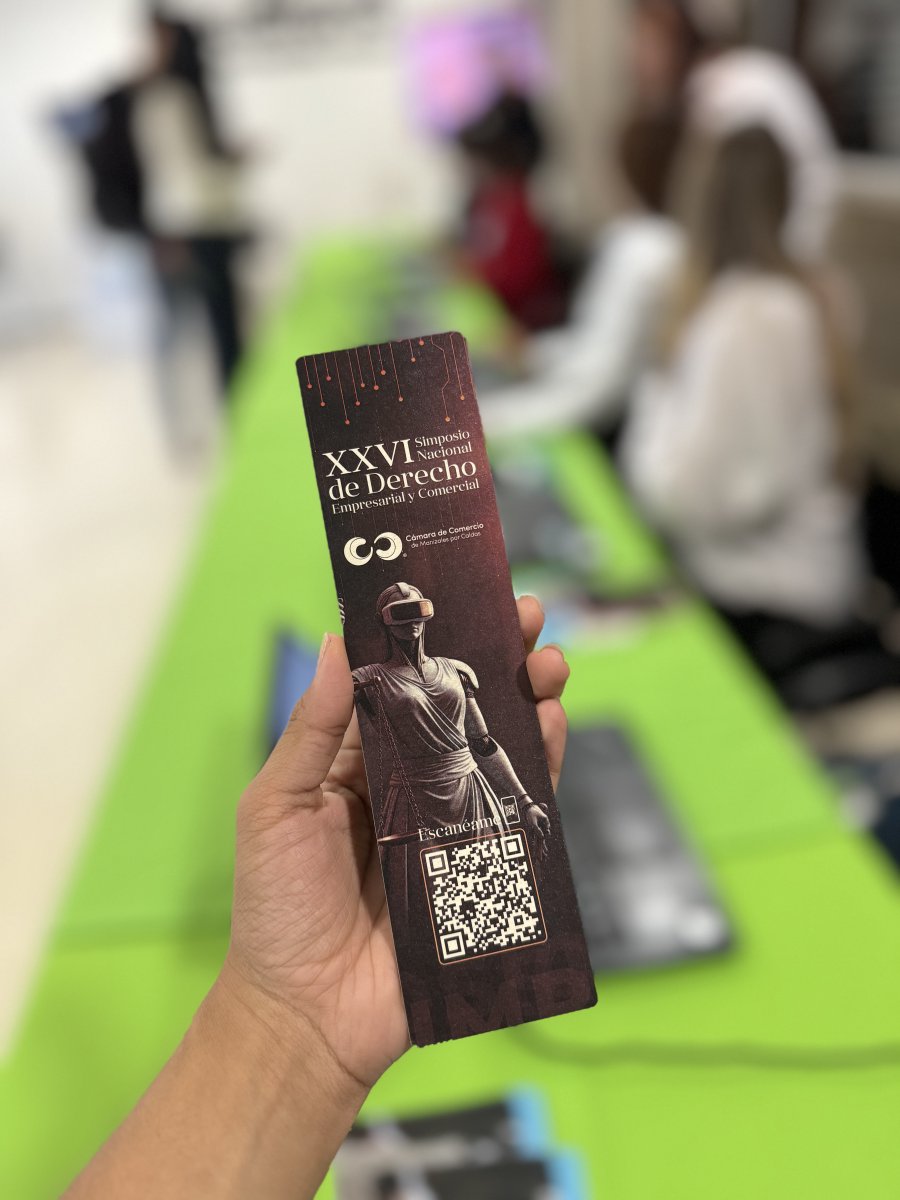 XXVI Simposio
Nacional
de Derecho
Empresarial y Comercial
Cámara de Comercio
de Manizales por Caldas
Escanéame